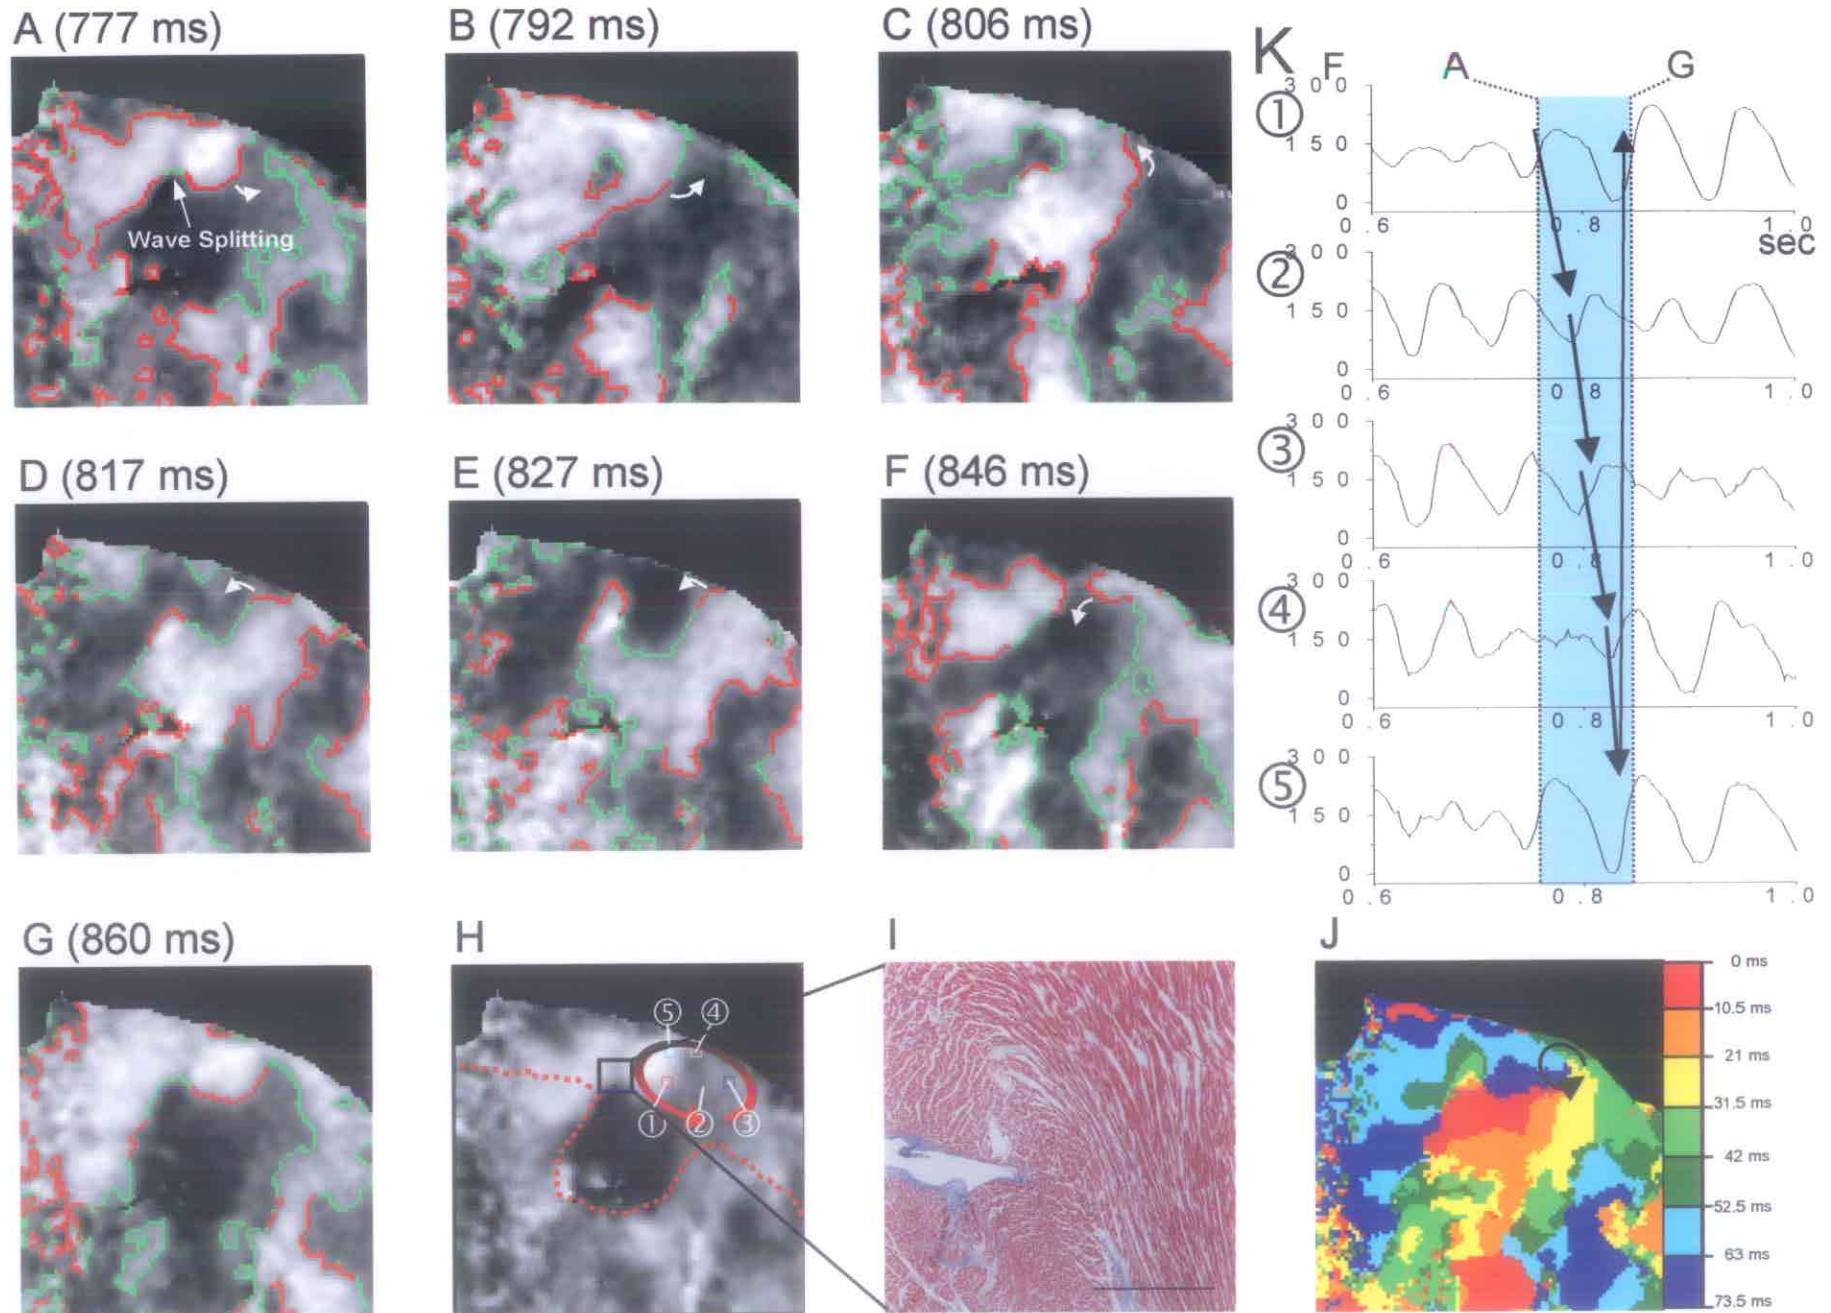 A (777 ms)
B (792 ms)
C (806 ms)
Wave Splitting
D (817 ms)
E (827 ms)
F (846 ms)
G (860 ms)
H
⑤ ④
① ② ③
I
K F A G
①
300
150
0
0.6 0.8 1.0
sec
②
300
150
0
0.6 0.8 1.0
③
300
150
0
0.6 0.8 1.0
④
300
150
0
0.6 0.8 1.0
⑤
300
150
0
0.6 0.8 1.0
J
0 ms
10.5 ms
21 ms
31.5 ms
42 ms
52.5 ms
63 ms
73.5 ms